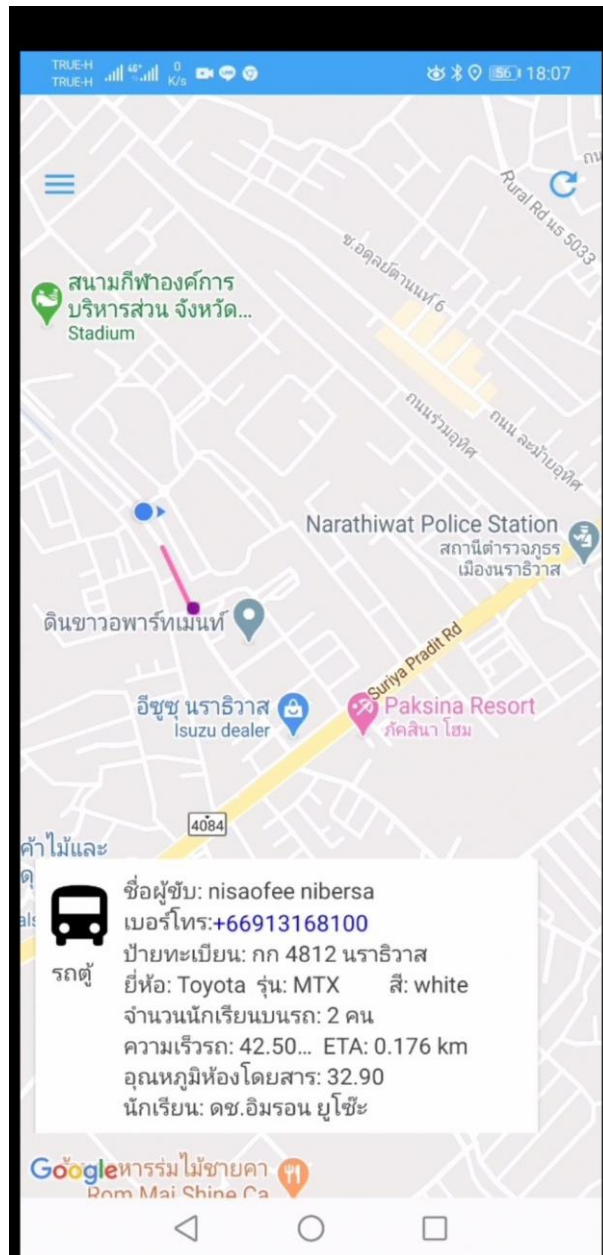 TRUE-H
TRUE-H
46+
0
K/s
56
18:07
ถน
Rural Rd นธ 5033
ซ.อดุลย์ตานนท์ 6
สนามกีฬาองค์การ
บริหารส่วน จังหวัด...
Stadium
ถนนร่วมอุทิศ
ถนน ละม้ายอุทิศ
Narathiwat Police Station
สถานีตำรวจภูธร
เมืองนราธิวาส
ดินขาวอพาร์ทเม้นท์
Suriya Pradit Rd
อีซูซุ นราธิวาส
Isuzu dealer
Paksina Resort
ภัคสินา โฮม
4084
ค้าไม้และ
รถตู้
ชื่อผู้ขับ: nisaofee nibersa
เบอร์โทร:+66913168100
ป้ายทะเบียน: กก 4812 นราธิวาส
ยี่ห้อ: Toyota รุ่น: MTX สี: white
จำนวนนักเรียนบนรถ: 2 คน
ความเร็วรถ: 42.50... ETA: 0.176 km
อุณหภูมิห้องโดยสาร: 32.90
นักเรียน: ดช.อิมรอน ยูโซ๊ะ
Google
หารร่มไม้ชายคา
Rom Mai Shine Ca